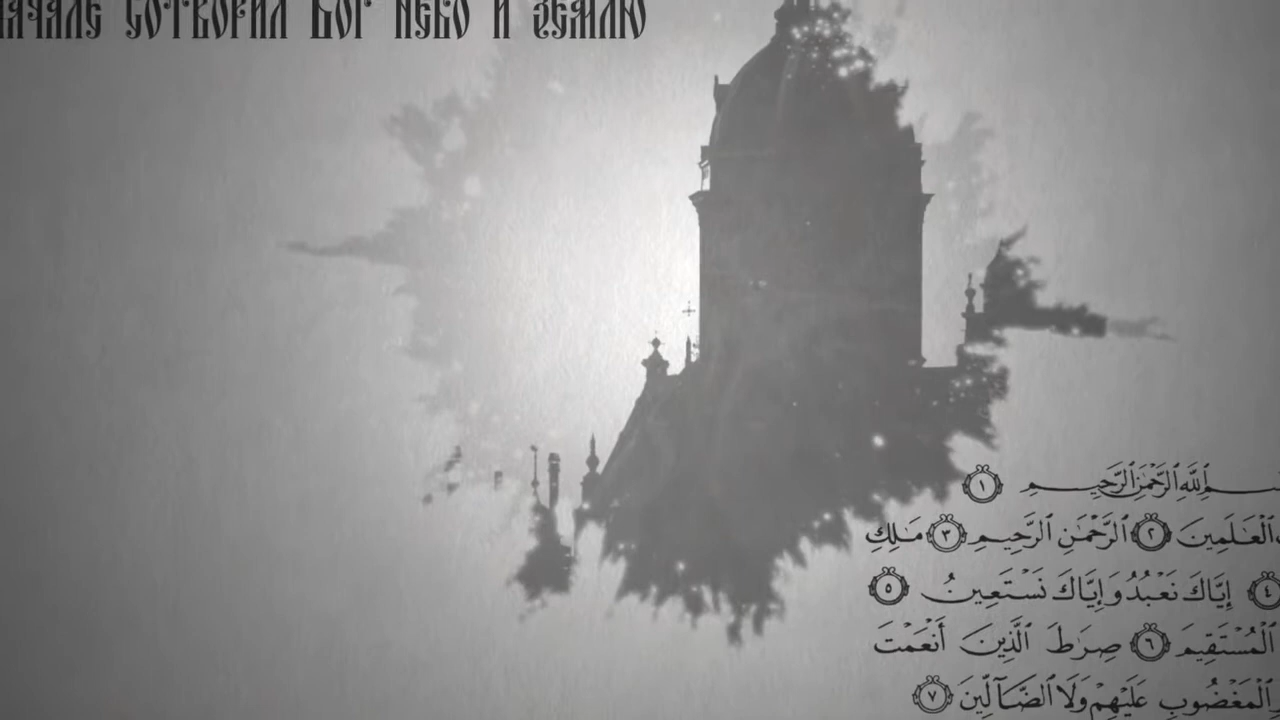 НАЧАЛЕ СОТВОРИЛ БОГ НЕБО И ЗЕМЛЮ
ٱللَّهِ ٱلرَّحْمَٰنِ ٱلرَّحِيمِ ١
ٱلْعَٰلَمِينَ ٢ ٱلرَّحْمَٰنِ ٱلرَّحِيمِ ٣ مَٰلِكِ
٤ إِيَّاكَ نَعْبُدُ وَإِيَّاكَ نَسْتَعِينُ ٥
ٱلْمُسْتَقِيمَ ٦ صِرَٰطَ ٱلَّذِينَ أَنْعَمْتَ
ٱلْمَغْضُوبِ عَلَيْهِمْ وَلَا ٱلضَّآلِّينَ ٧